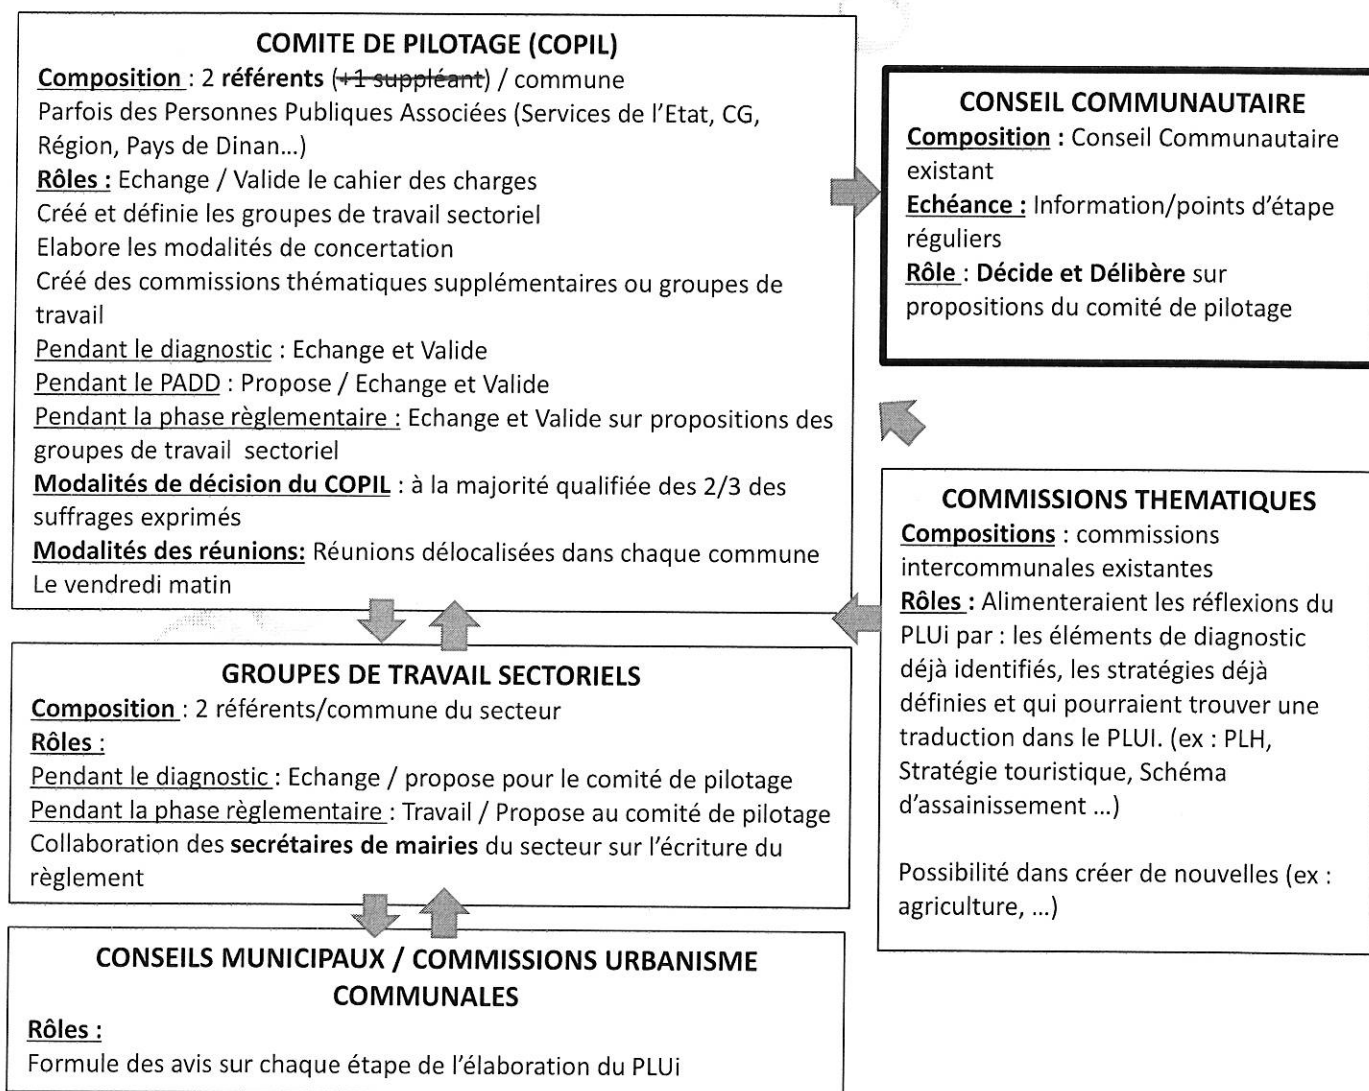 COMITE DE PILOTAGE (COPIL)
Composition : 2 référents (+1 suppléant) / commune
Parfois des Personnes Publiques Associées (Services de l'Etat, CG,
Région, Pays de Dinan...)
Rôles : Echange / Valide le cahier des charges
Créé et définie les groupes de travail sectoriel
Elabore les modalités de concertation
Créé des commissions thématiques supplémentaires ou groupes de
travail
Pendant le diagnostic : Echange et Valide
Pendant le PADD : Propose / Echange et Valide
Pendant la phase règlementaire : Echange et Valide sur propositions des
groupes de travail sectoriel
Modalités de décision du COPIL : à la majorité qualifiée des 2/3 des
suffrages exprimés
Modalités des réunions: Réunions délocalisées dans chaque commune
Le vendredi matin
CONSEIL COMMUNAUTAIRE
Composition : Conseil Communautaire
existant
Echéance : Information/points d'étape
réguliers
Rôle : Décide et Délibère sur
propositions du comité de pilotage
COMMISSIONS THEMATIQUES
Compositions : commissions
intercommunales existantes
Rôles : Alimenteraient les réflexions du
PLUi par : les éléments de diagnostic
déjà identifiés, les stratégies déjà
définies et qui pourraient trouver une
traduction dans le PLUI. (ex : PLH,
Stratégie touristique, Schéma
d'assainissement ...)
Possibilité dans créer de nouvelles (ex :
agriculture, ...)
GROUPES DE TRAVAIL SECTORIELS
Composition : 2 référents/commune du secteur
Rôles :
Pendant le diagnostic : Echange / propose pour le comité de pilotage
Pendant la phase règlementaire : Travail / Propose au comité de pilotage
Collaboration des secrétaires de mairies du secteur sur l'écriture du
règlement
CONSEILS MUNICIPAUX / COMMISSIONS URBANISME
COMMUNALES
Rôles :
Formule des avis sur chaque étape de l'élaboration du PLUi